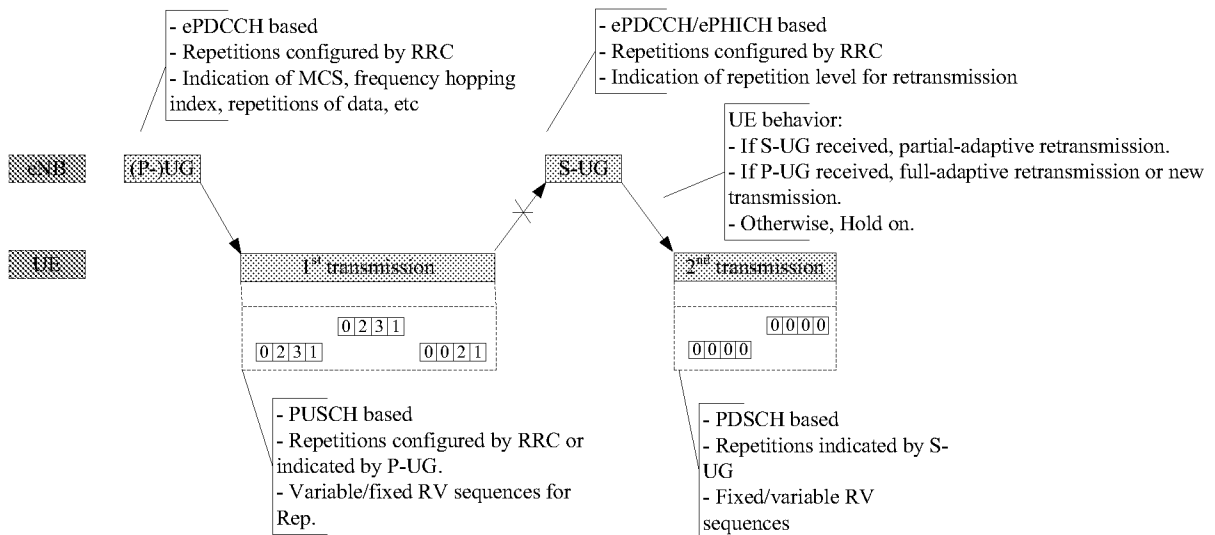 - ePDCCH based
- Repetitions configured by RRC
- Indication of MCS, frequency hopping
index, repetitions of data, etc
- ePDCCH/ePHICH based
- Repetitions configured by RRC
- Indication of repetition level for retransmission
UE behavior:
- If S-UG received, partial-adaptive retransmission.
- If P-UG received, full-adaptive retransmission or new
transmission.
- Otherwise, Hold on.
eNB
(P-)UG
S-UG
UE
1st transmission
2nd transmission
0 2 3 1
0 2 3 1
0 0 2 1
0 0 0 0
0 0 0 0
- PUSCH based
- Repetitions configured by RRC or
indicated by P-UG.
- Variable/fixed RV sequences for
Rep.
- PDSCH based
- Repetitions indicated by S-
UG
- Fixed/variable RV
sequences